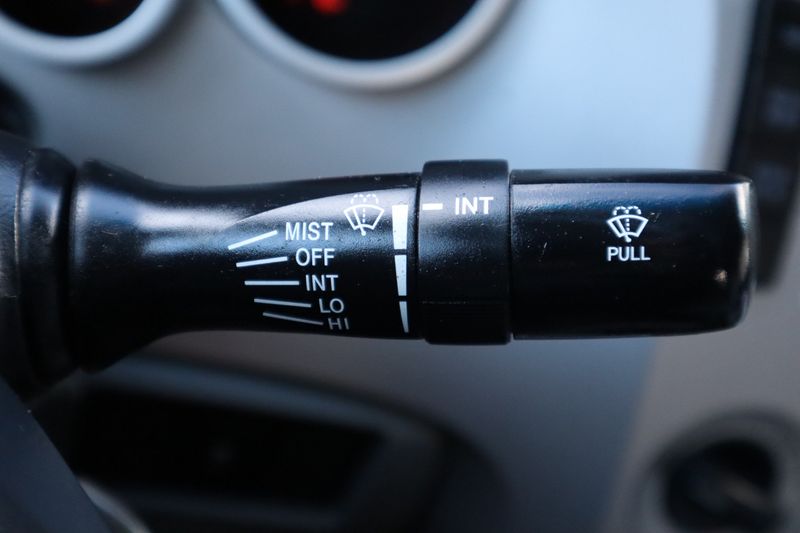 MIST
OFF
INT
LO
HI
INT
PULL